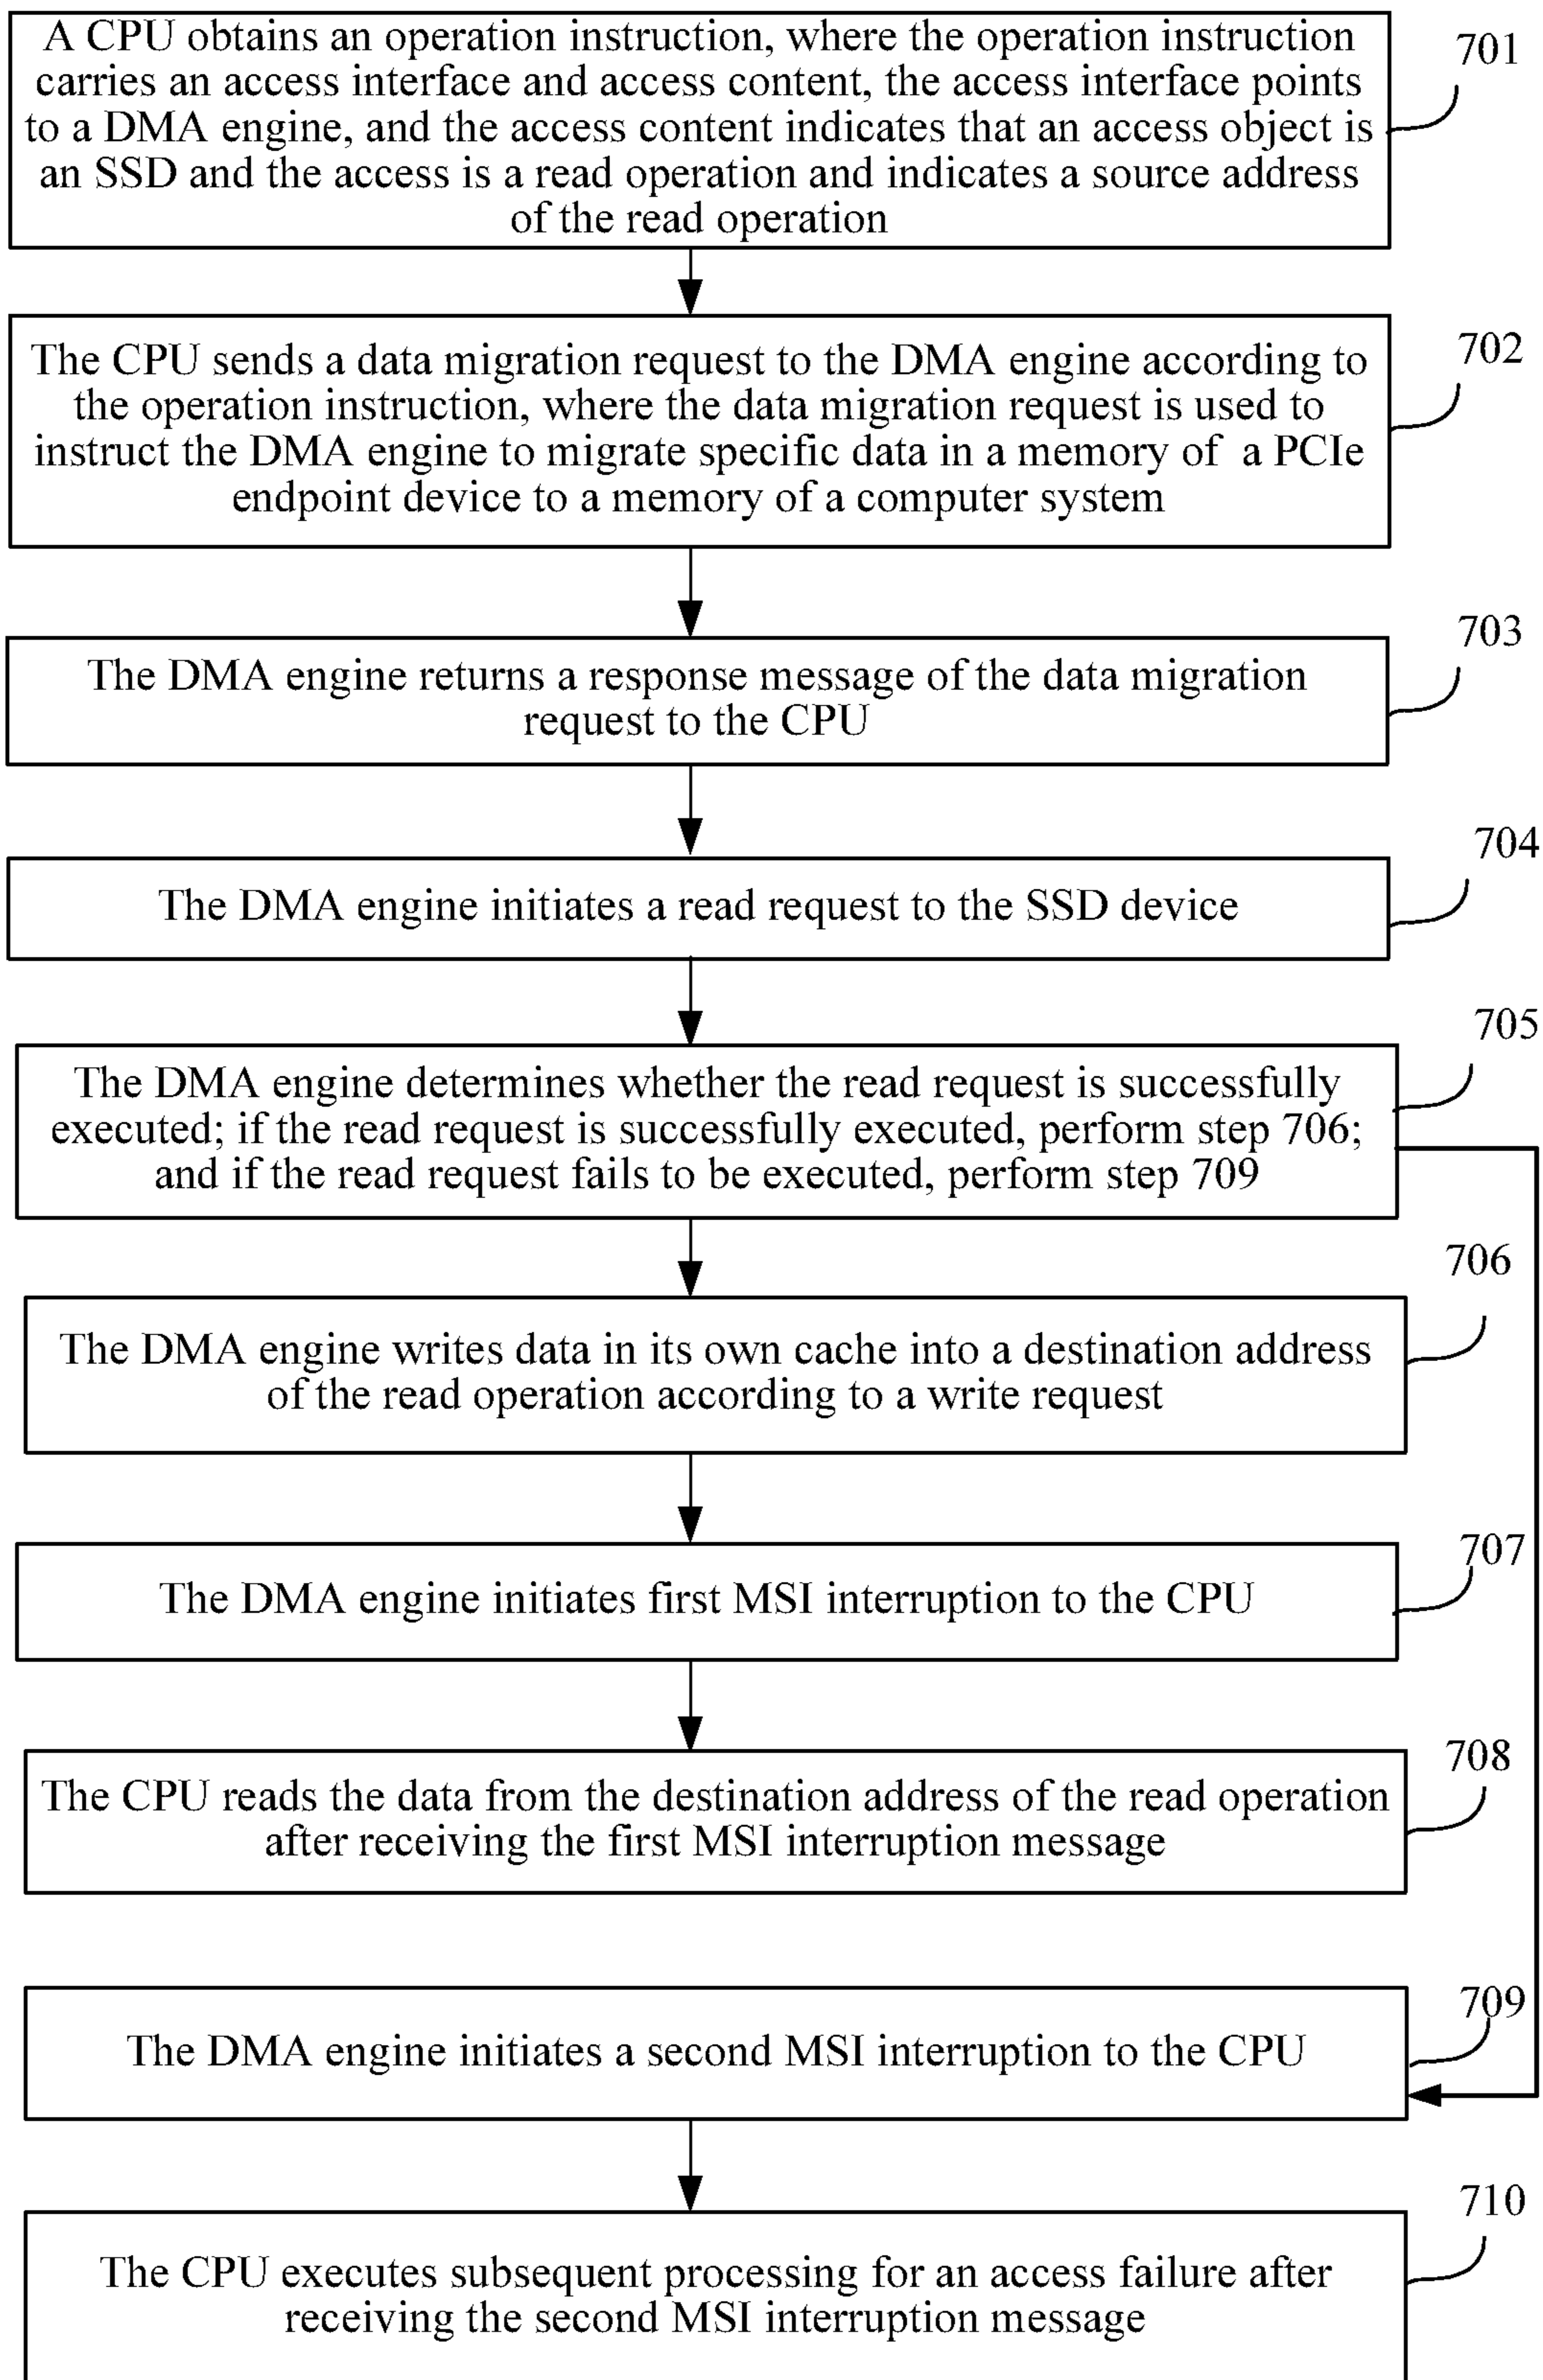 A CPU obtains an operation instruction, where the operation instruction
carries an access interface and access content, the access interface points
to a DMA engine, and the access content indicates that an access object is
an SSD and the access is a read operation and indicates a source address
of the read operation
701
The CPU sends a data migration request to the DMA engine according to
the operation instruction, where the data migration request is used to
instruct the DMA engine to migrate specific data in a memory of a PCIe
endpoint device to a memory of a computer system
702
The DMA engine returns a response message of the data migration
request to the CPU
703
The DMA engine initiates a read request to the SSD device
704
The DMA engine determines whether the read request is successfully
executed; if the read request is successfully executed, perform step 706;
and if the read request fails to be executed, perform step 709
705
The DMA engine writes data in its own cache into a destination address
of the read operation according to a write request
706
The DMA engine initiates first MSI interruption to the CPU
707
The CPU reads the data from the destination address of the read operation
after receiving the first MSI interruption message
708
The DMA engine initiates a second MSI interruption to the CPU
709
The CPU executes subsequent processing for an access failure after
receiving the second MSI interruption message
710